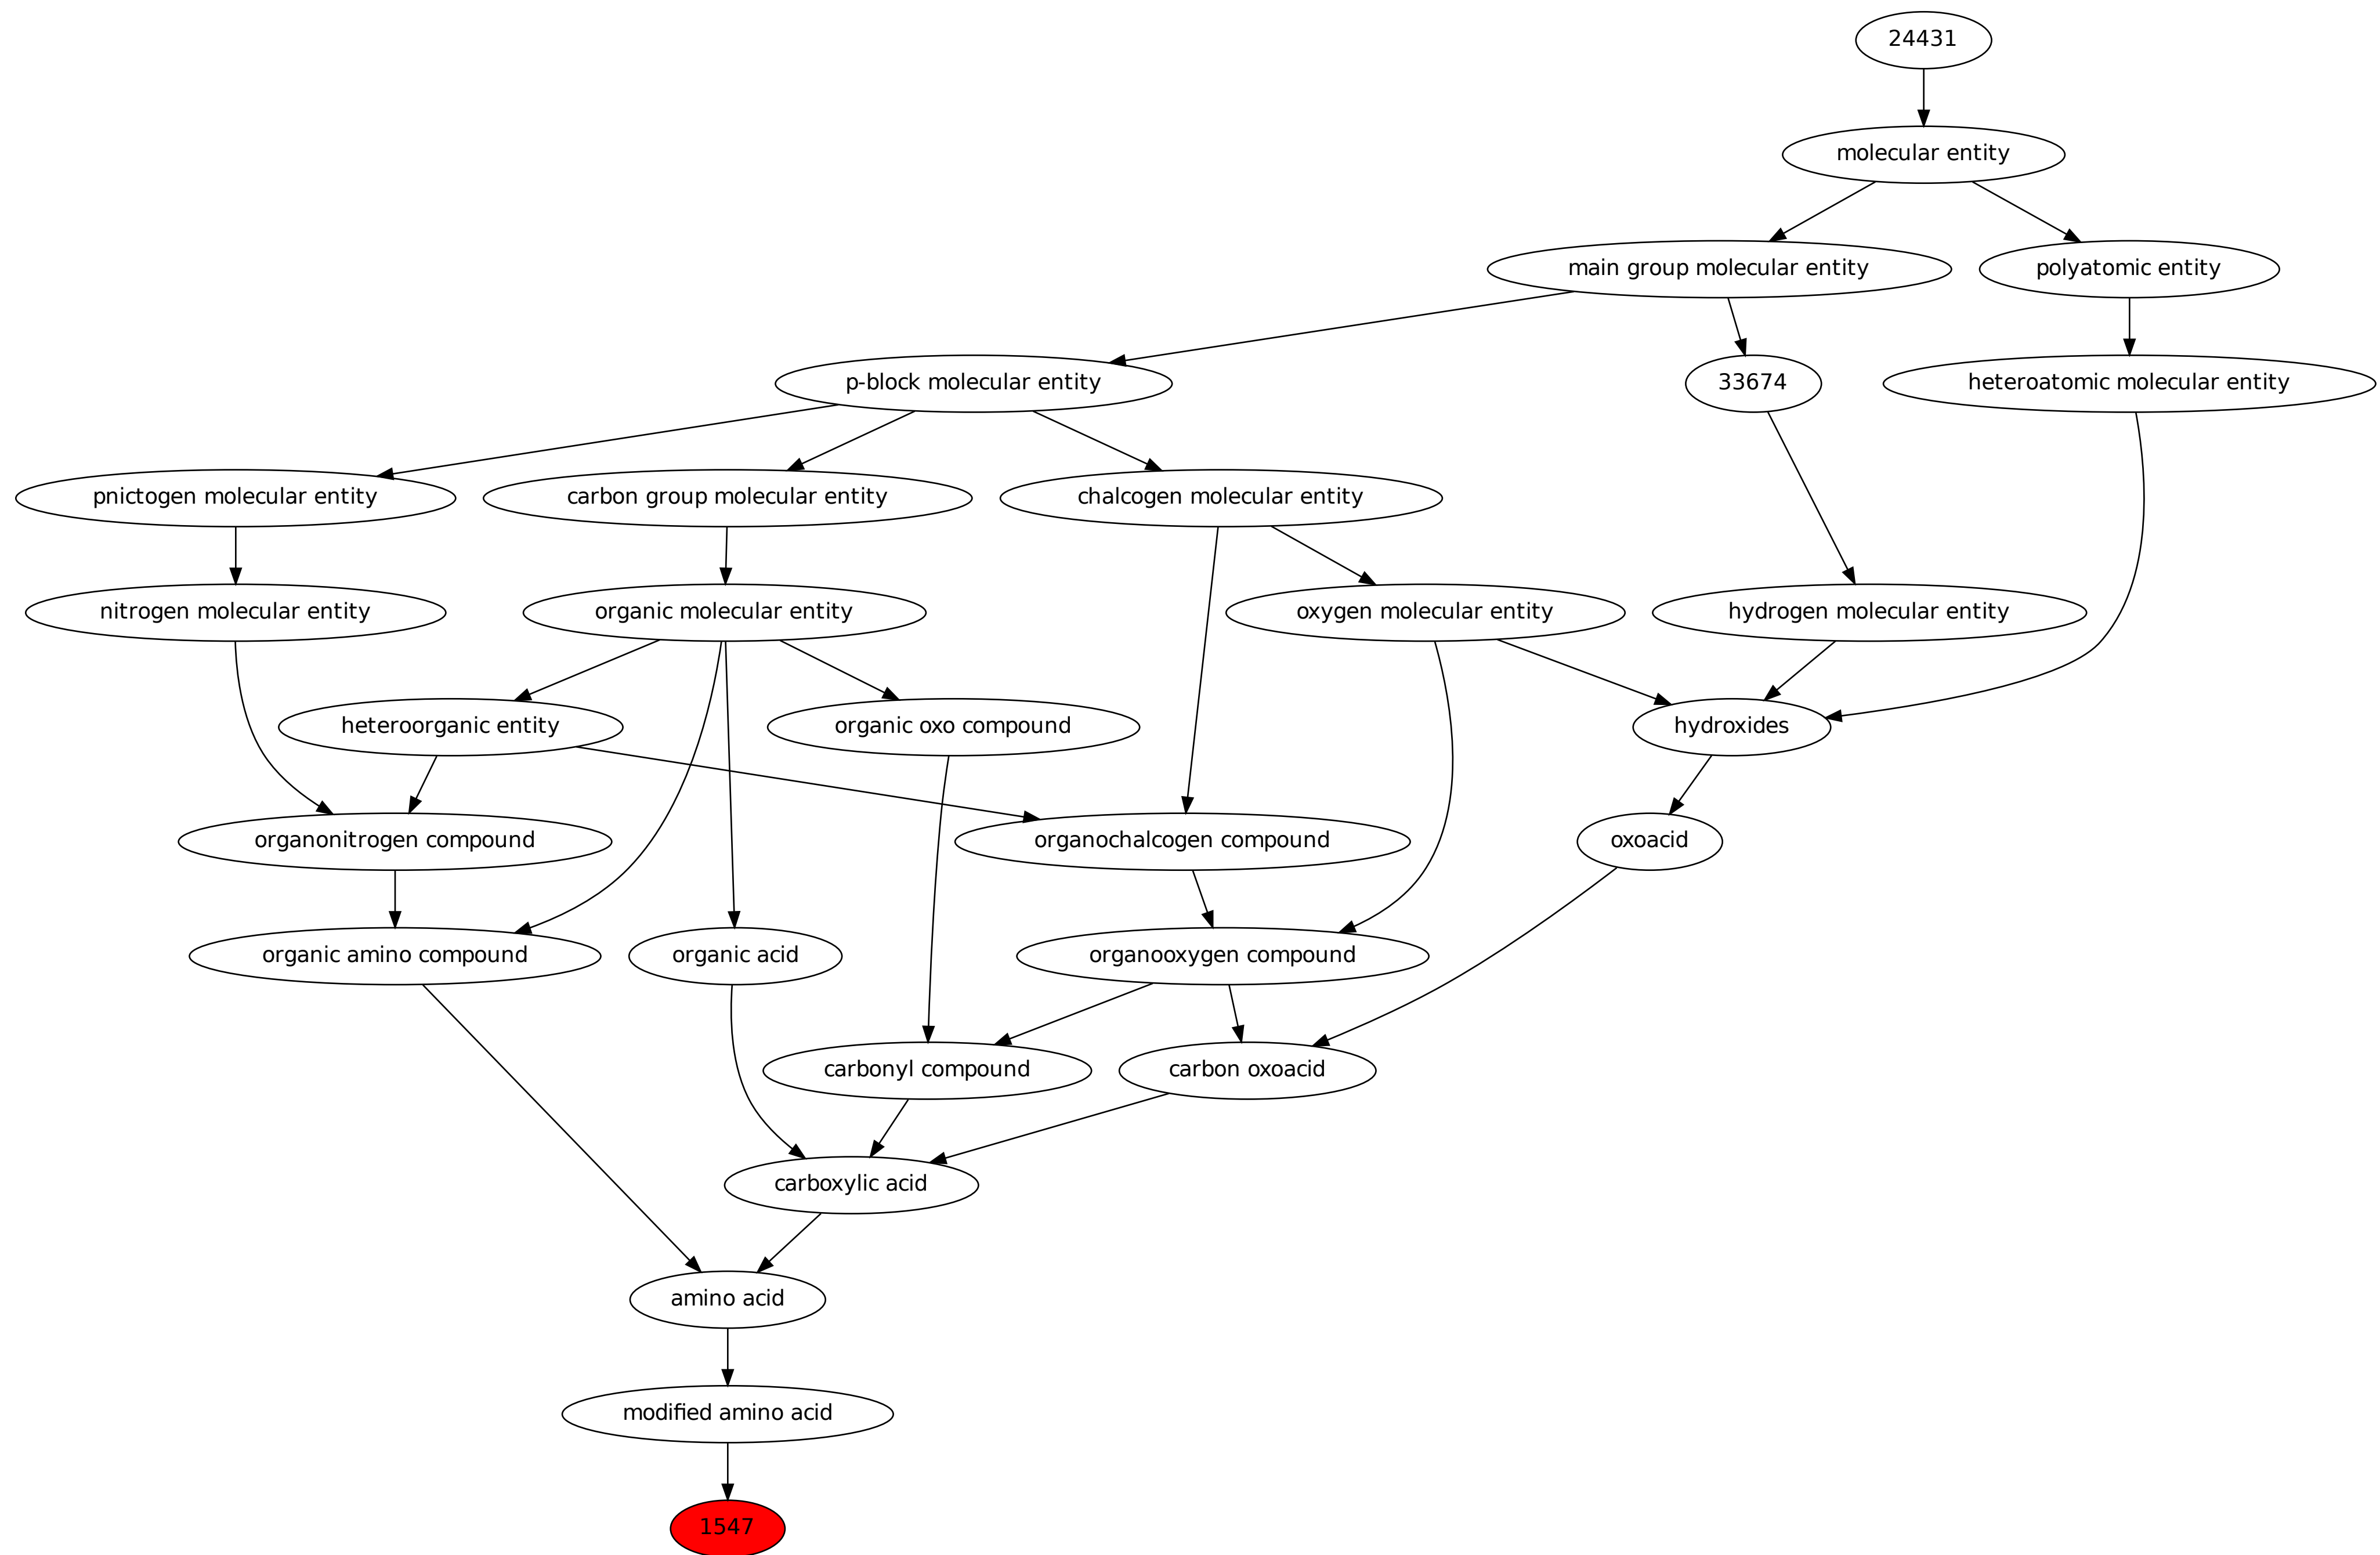 24431
molecular entity
main group molecular entity
polyatomic entity
p-block molecular entity
33674
heteroatomic molecular entity
pnictogen molecular entity
carbon group molecular entity
chalcogen molecular entity
nitrogen molecular entity
organic molecular entity
oxygen molecular entity
hydrogen molecular entity
heteroorganic entity
organic oxo compound
hydroxides
organonitrogen compound
organochalcogen compound
oxoacid
organic amino compound
organic acid
organooxygen compound
carbonyl compound
carbon oxoacid
carboxylic acid
amino acid
modified amino acid
1547